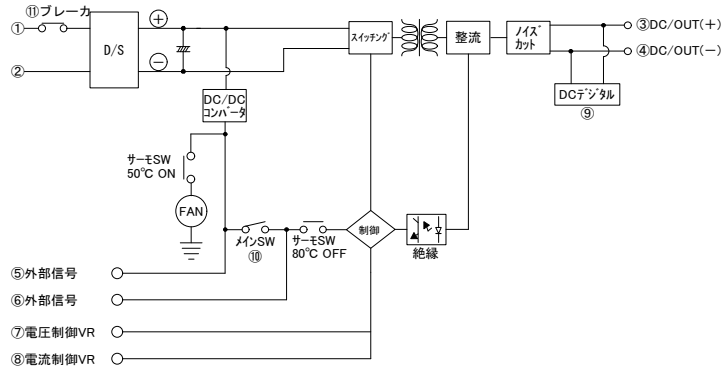 ⑪ブレーカ
①
②
D/S
＋
－
DC/DC
コンバータ
スイッチング
整流
ノイズ
カット
③DC/OUT(＋)
④DC/OUT(－)
DCデジタル
⑨
サーモSW
50℃ ON
FAN
メインSW
⑩
サーモSW
80℃ OFF
制御
絶縁
⑤外部信号
⑥外部信号
⑦電圧制御VR
⑧電流制御VR